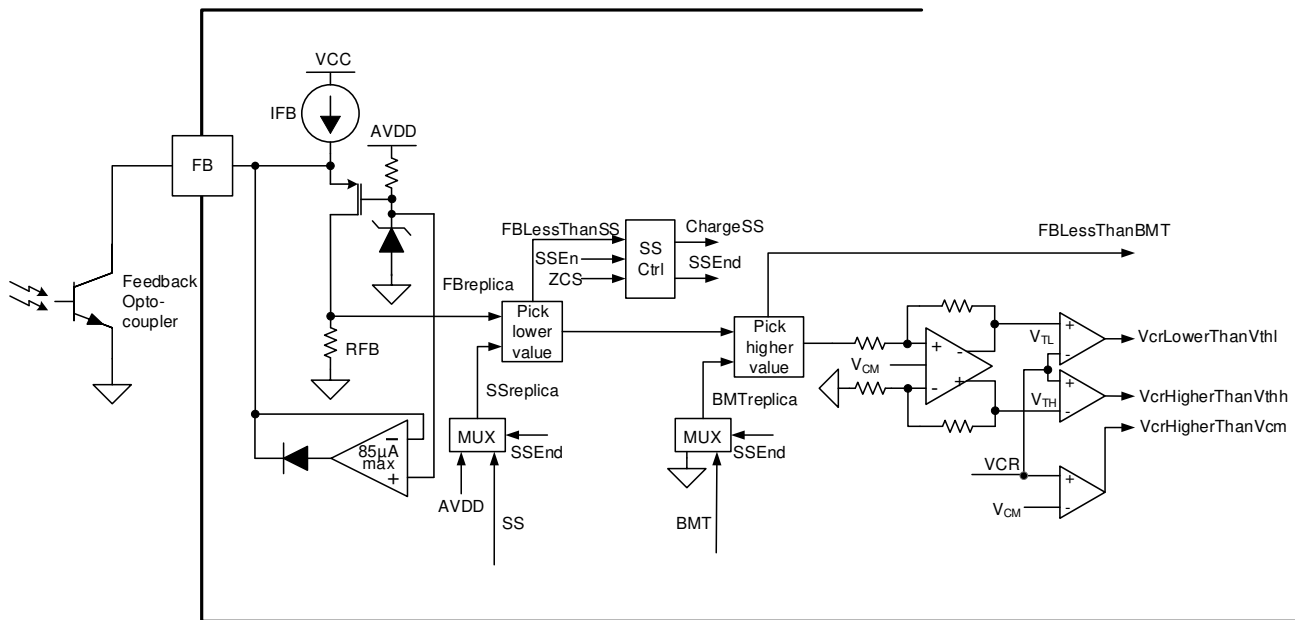 VCC
IFB
AVDD
FB
FBLessThanSS
ChargeSS
FBLessThanBMT
SSEn
SS
Ctrl
SSEnd
ZCS
Feedback
Opto-
coupler
FBreplica
Pick
lower
value
Pick
higher
value
+
-
VTL
+
-
VcrLowerThanVthl
VCM
RFB
-
+
+
-
VTH
VcrHigherThanVthh
SSreplica
BMTreplica
VcrHigherThanVcm
85µA
max
-
+
MUX
SSEnd
MUX
SSEnd
VCR
+
-
VCM
AVDD
SS
BMT